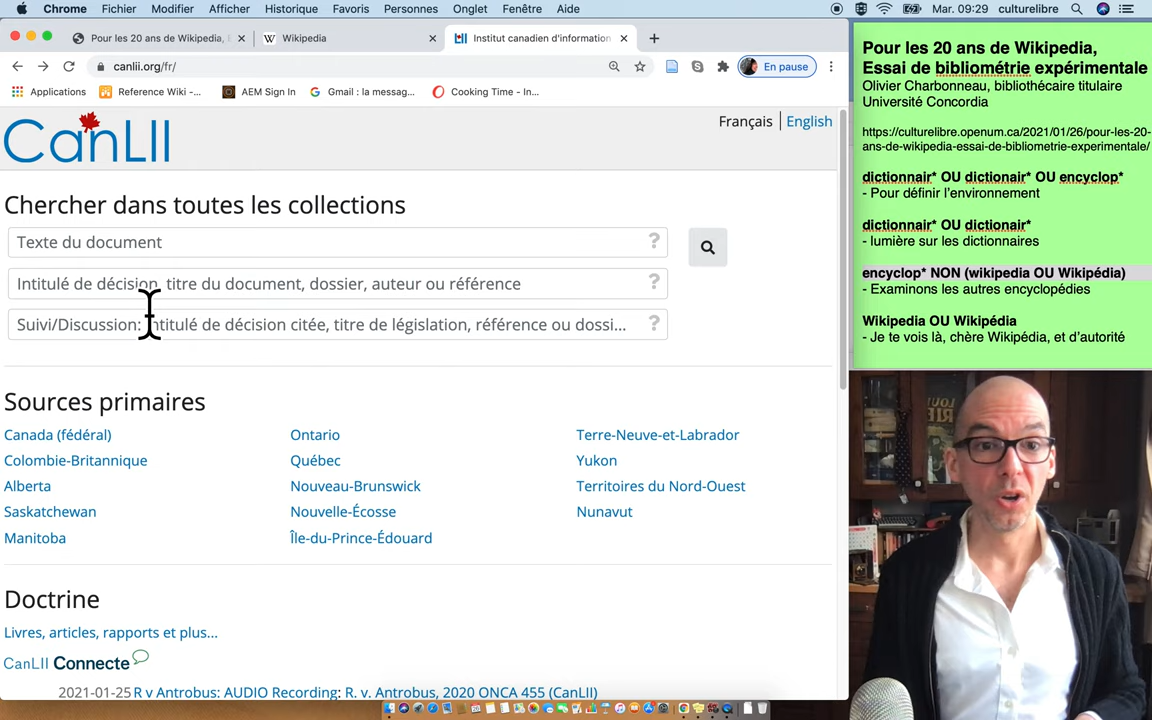 Chrome Fichier Modifier Afficher Historique Favoris Personnes Onglet Fenêtre Aide Mar. 09:29 culturelibre
Pour les 20 ans de Wikipedia, Wikipedia Institut canadien d'information
canlii.org/fr/ En pause
Applications Reference Wiki -... AEM Sign In Gmail : la messag... Cooking Time - In...
CanLII
Français English
Chercher dans toutes les collections
Texte du document
Intitulé de décision, titre du document, dossier, auteur ou référence
Suivi/Discussion: intitulé de décision citée, titre de législation, référence ou dossi...
Sources primaires
Canada (fédéral) Ontario Terre-Neuve-et-Labrador
Colombie-Britannique Québec Yukon
Alberta Nouveau-Brunswick Territoires du Nord-Ouest
Saskatchewan Nouvelle-Écosse Nunavut
Manitoba Île-du-Prince-Édouard
Doctrine
Livres, articles, rapports et plus...
CanLII Connecte
2021-01-25 R v Antrobus: AUDIO Recording: R. v. Antrobus, 2020 ONCA 455 (CanLII)
Pour les 20 ans de Wikipedia,
Essai de bibliométrie expérimentale
Olivier Charbonneau, bibliothécaire titulaire
Université Concordia
https://culturelibre.openum.ca/2021/01/26/pour-les-20-
ans-de-wikipedia-essai-de-bibliometrie-experimentale/
dictionnair* OU dictionair* OU encyclop*
- Pour définir l'environnement
dictionnair* OU dictionair*
- lumière sur les dictionnaires
encyclop* NON (wikipedia OU Wikipédia)
- Examinons les autres encyclopédies
Wikipedia OU Wikipédia
- Je te vois là, chère Wikipédia, et d'autorité